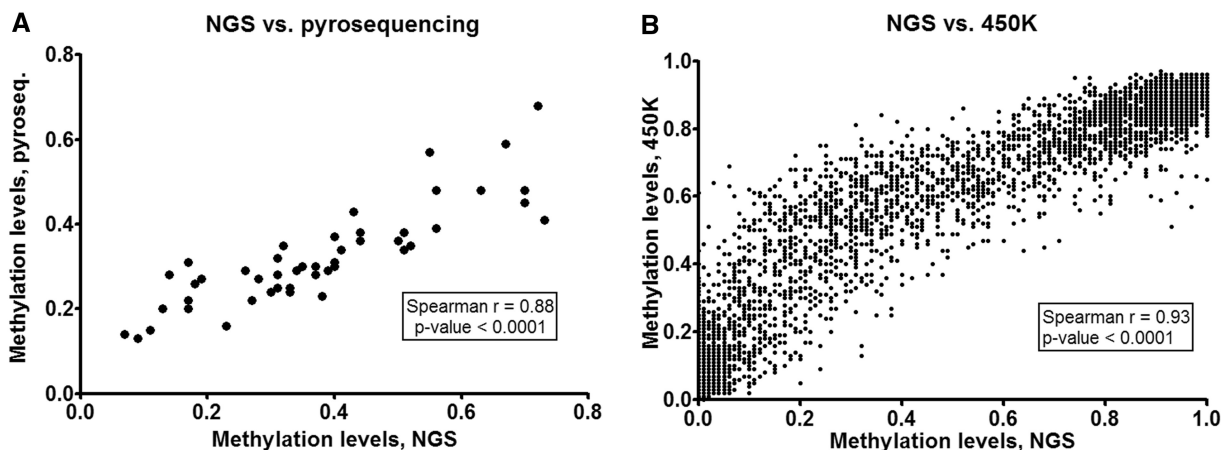 A
NGS vs. pyrosequencing
Methylation levels, pyroseq.
0.8
0.6
0.4
0.2
0.0
Spearman r = 0.88
p-value < 0.0001
0.0 0.2 0.4 0.6 0.8
Methylation levels, NGS
B
NGS vs. 450K
Methylation levels, 450K
1.0
0.8
0.6
0.4
0.2
0.0
Spearman r = 0.93
p-value < 0.0001
0.0 0.2 0.4 0.6 0.8 1.0
Methylation levels, NGS